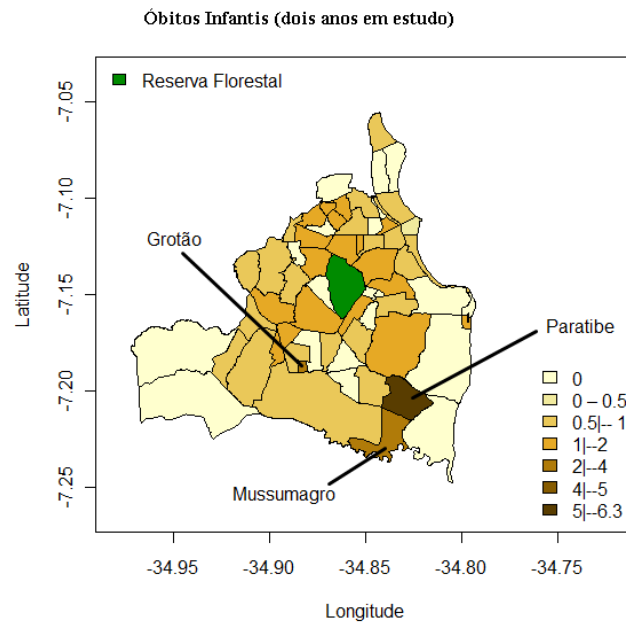 Óbitos Infantis (dois anos em estudo)
Reserva Florestal
-7.05
-7.10
-7.15
-7.20
-7.25
Latitude
Grotão
Paratibe
Mussumagro
0
0 – 0.5
0.5|-- 1
1|--2
2|--4
4|--5
5|--6.3
-34.95
-34.90
-34.85
-34.80
-34.75
Longitude